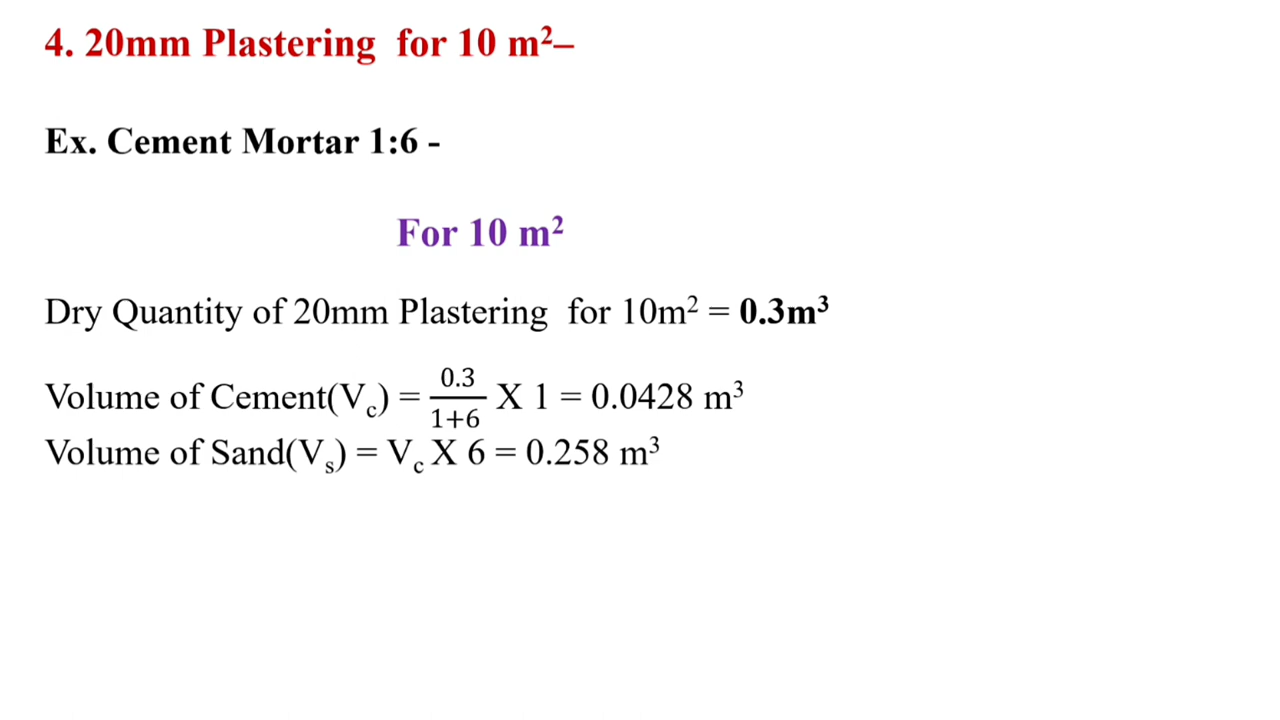 4. 20mm Plastering for 10 m²–
Ex. Cement Mortar 1:6 -
For 10 m²
Dry Quantity of 20mm Plastering for 10m² = 0.3m³
Volume of Cement(V꜀) = 0.3/1+6 X 1 = 0.0428 m³
Volume of Sand(Vₛ) = V꜀ X 6 = 0.258 m³